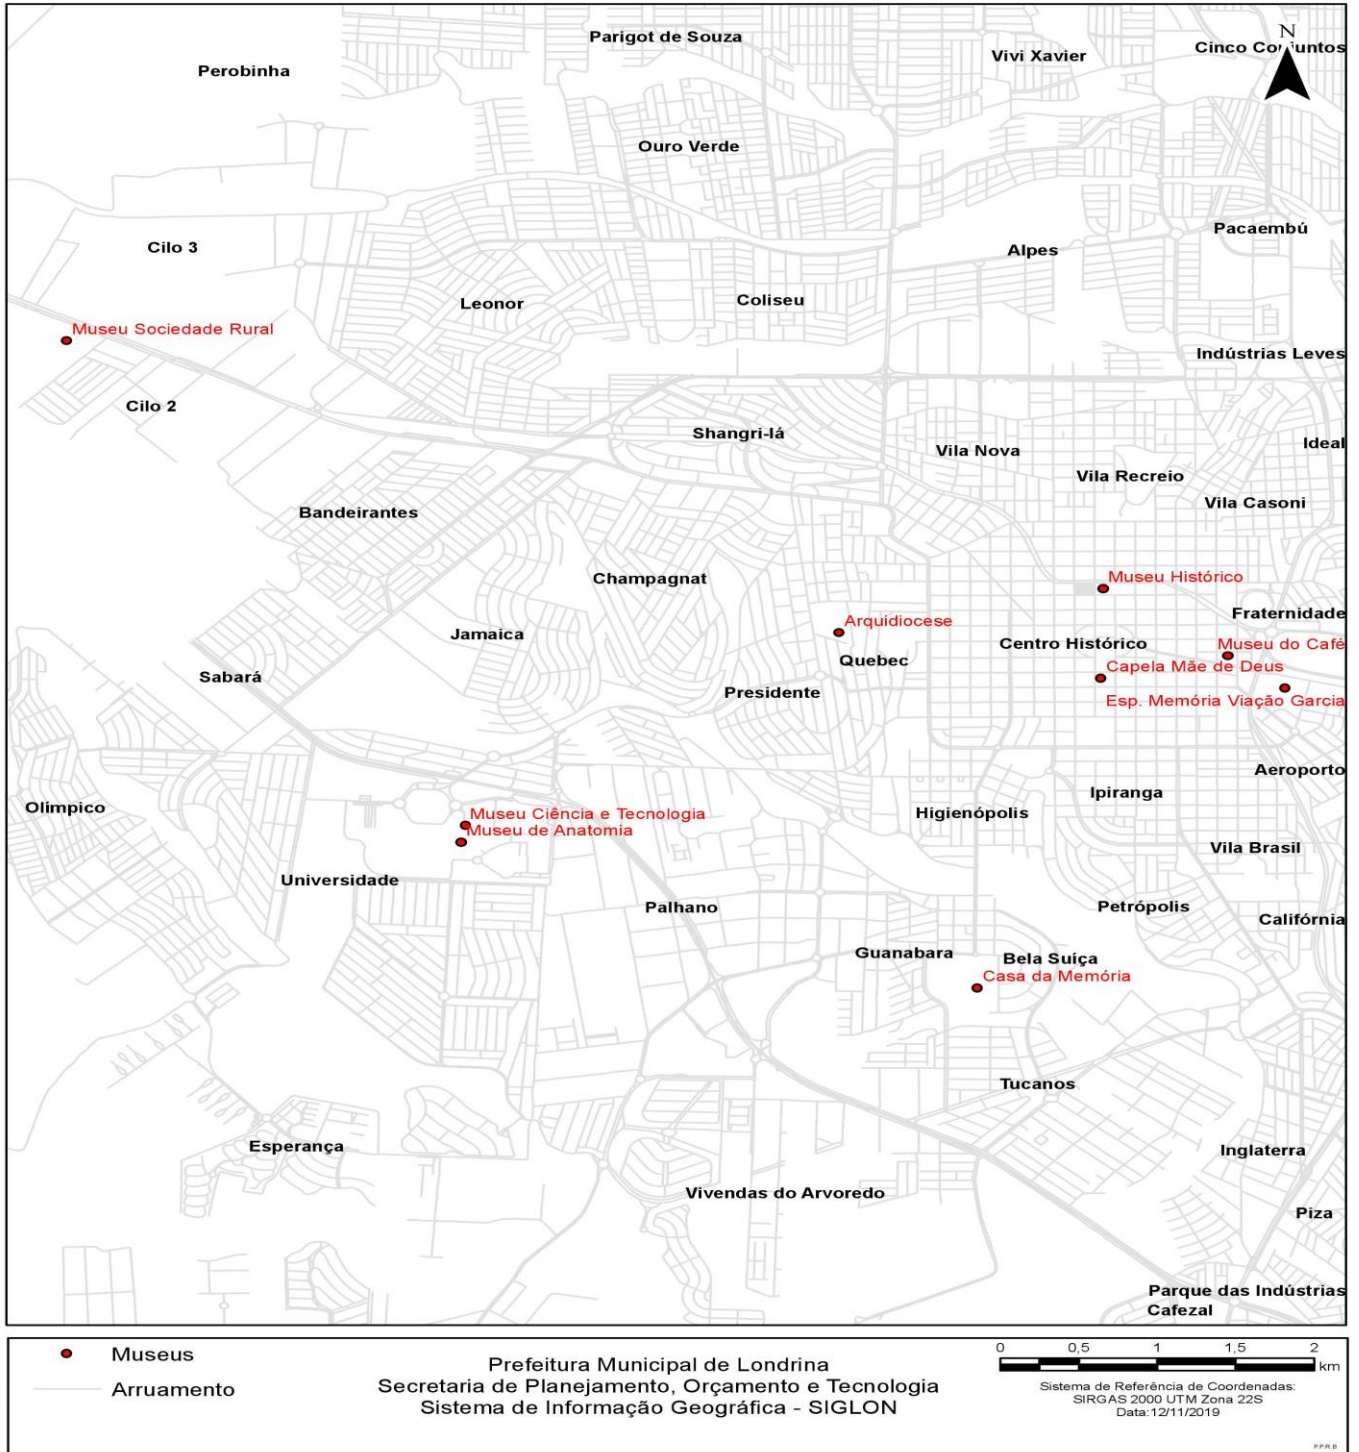 Parigot de Souza
N
Vivi Xavier
Cinco Conjuntos
Perobinha
Ouro Verde
Pacaembú
Cilo 3
Alpes
Leonor
Coliseu
Museu Sociedade Rural
Indústrias Leves
Cilo 2
Shangri-lá
Ideal
Vila Nova
Vila Recreio
Vila Casoni
Bandeirantes
Champagnat
Museu Histórico
Fraternidade
Arquidiocese
Jamaica
Centro Histórico
Museu do Café
Quebec
Capela Mãe de Deus
Sabará
Presidente
Esp. Memória Viação Garcia
Aeroporto
Ipiranga
Olímpico
Museu Ciência e Tecnologia
Higienópolis
Museu de Anatomia
Vila Brasil
Universidade
Palhano
Petrópolis
Califórnia
Guanabara
Bela Suíça
Casa da Memória
Tucanos
Esperança
Inglaterra
Vivendas do Arvoredo
Piza
Parque das Indústrias
Cafezal
Museus
Arruamento
Prefeitura Municipal de Londrina
Secretaria de Planejamento, Orçamento e Tecnologia
Sistema de Informação Geográfica - SIGLON
0 0,5 1 1,5 2
km
Sistema de Referência de Coordenadas:
SIRGAS 2000 UTM Zona 22S
Data:12/11/2019